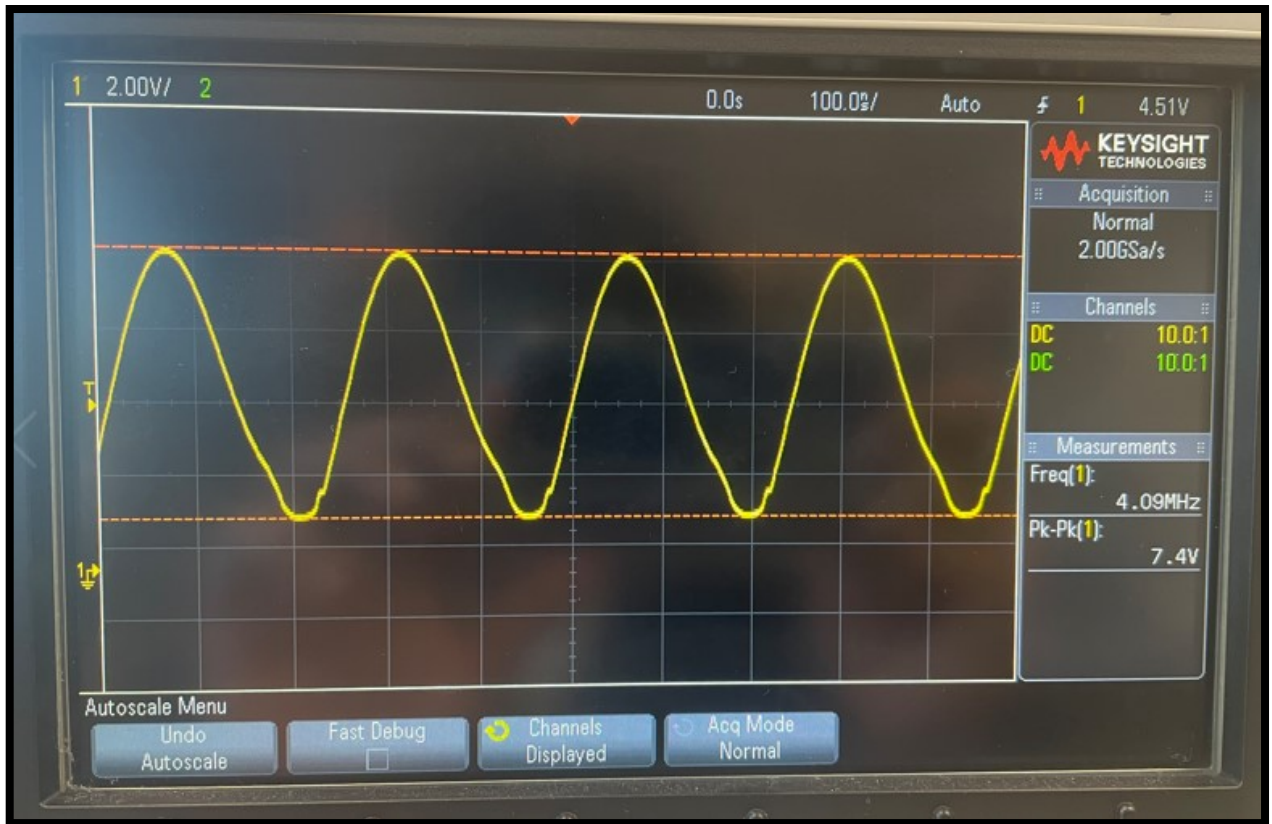 1 2.00V/ 2 0.0s 100.0ns/ Auto 1 4.51V
KEYSIGHT
TECHNOLOGIES
Acquisition
Normal
2.00GSa/s
Channels
DC 10.0:1
DC 10.0:1
Measurements
Freq(1):
4.09MHz
Pk-Pk(1):
7.4V
T
1
Autoscale Menu
Undo
Autoscale
Fast Debug
Channels
Displayed
Acq Mode
Normal